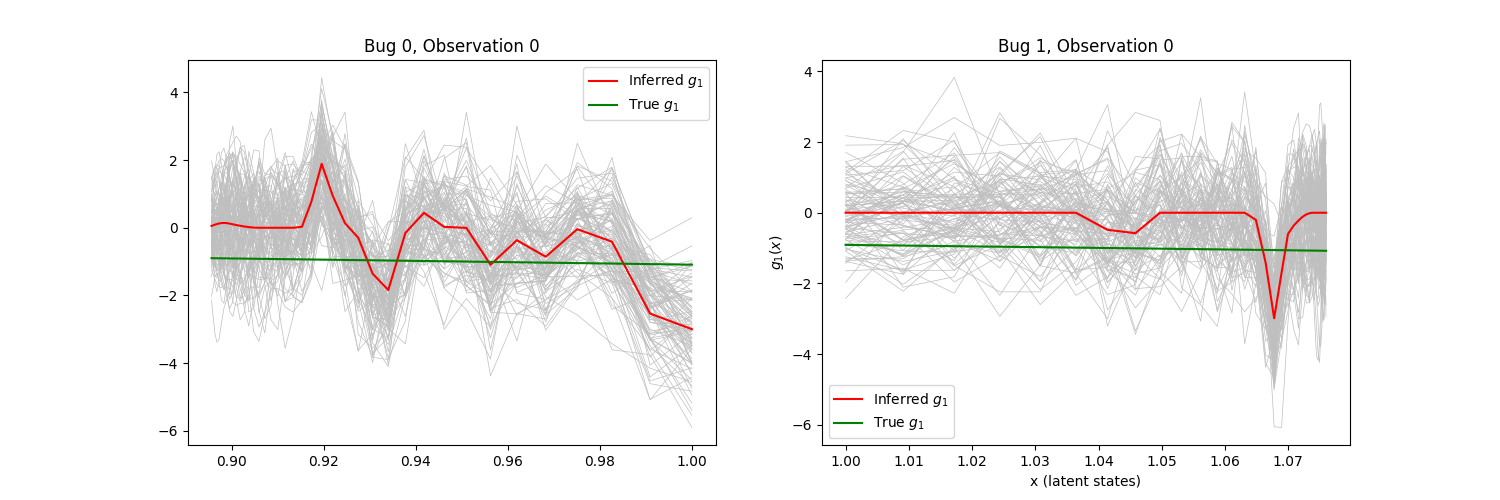 Bug 0, Observation 0
Inferred g₁
True g₁
4
2
0
−2
−4
−6
0.90 0.92 0.94 0.96 0.98 1.00
Bug 1, Observation 0
g₁(x)
4
2
0
−2
−4
−6
Inferred g₁
True g₁
1.00 1.01 1.02 1.03 1.04 1.05 1.06 1.07
x (latent states)